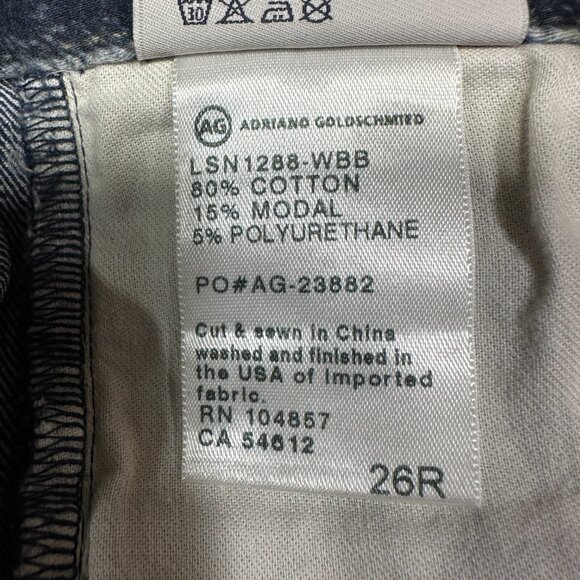 30
AG ADRIANO GOLDSCHMIED
LSN1288-WBB
80% COTTON
15% MODAL
5% POLYURETHANE
PO#AG-23882
Cut & sewn in China
washed and finished in
the USA of imported
fabric.
RN 104857
CA 54612
26R